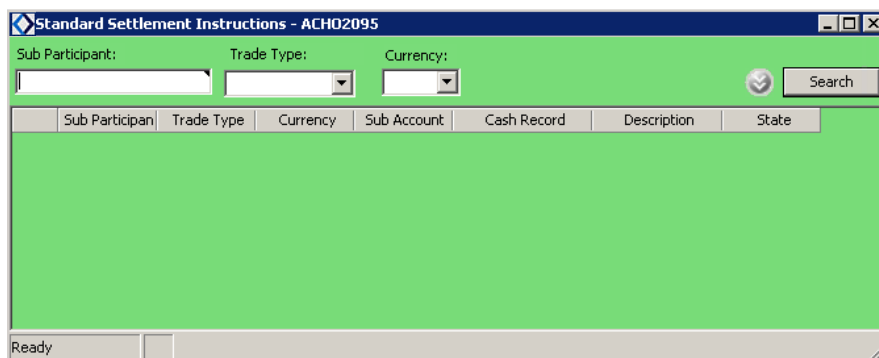 Standard Settlement Instructions - ACHO2095
Sub Participant: Trade Type: Currency:
Search
Sub Participan Trade Type Currency Sub Account Cash Record Description State
Ready